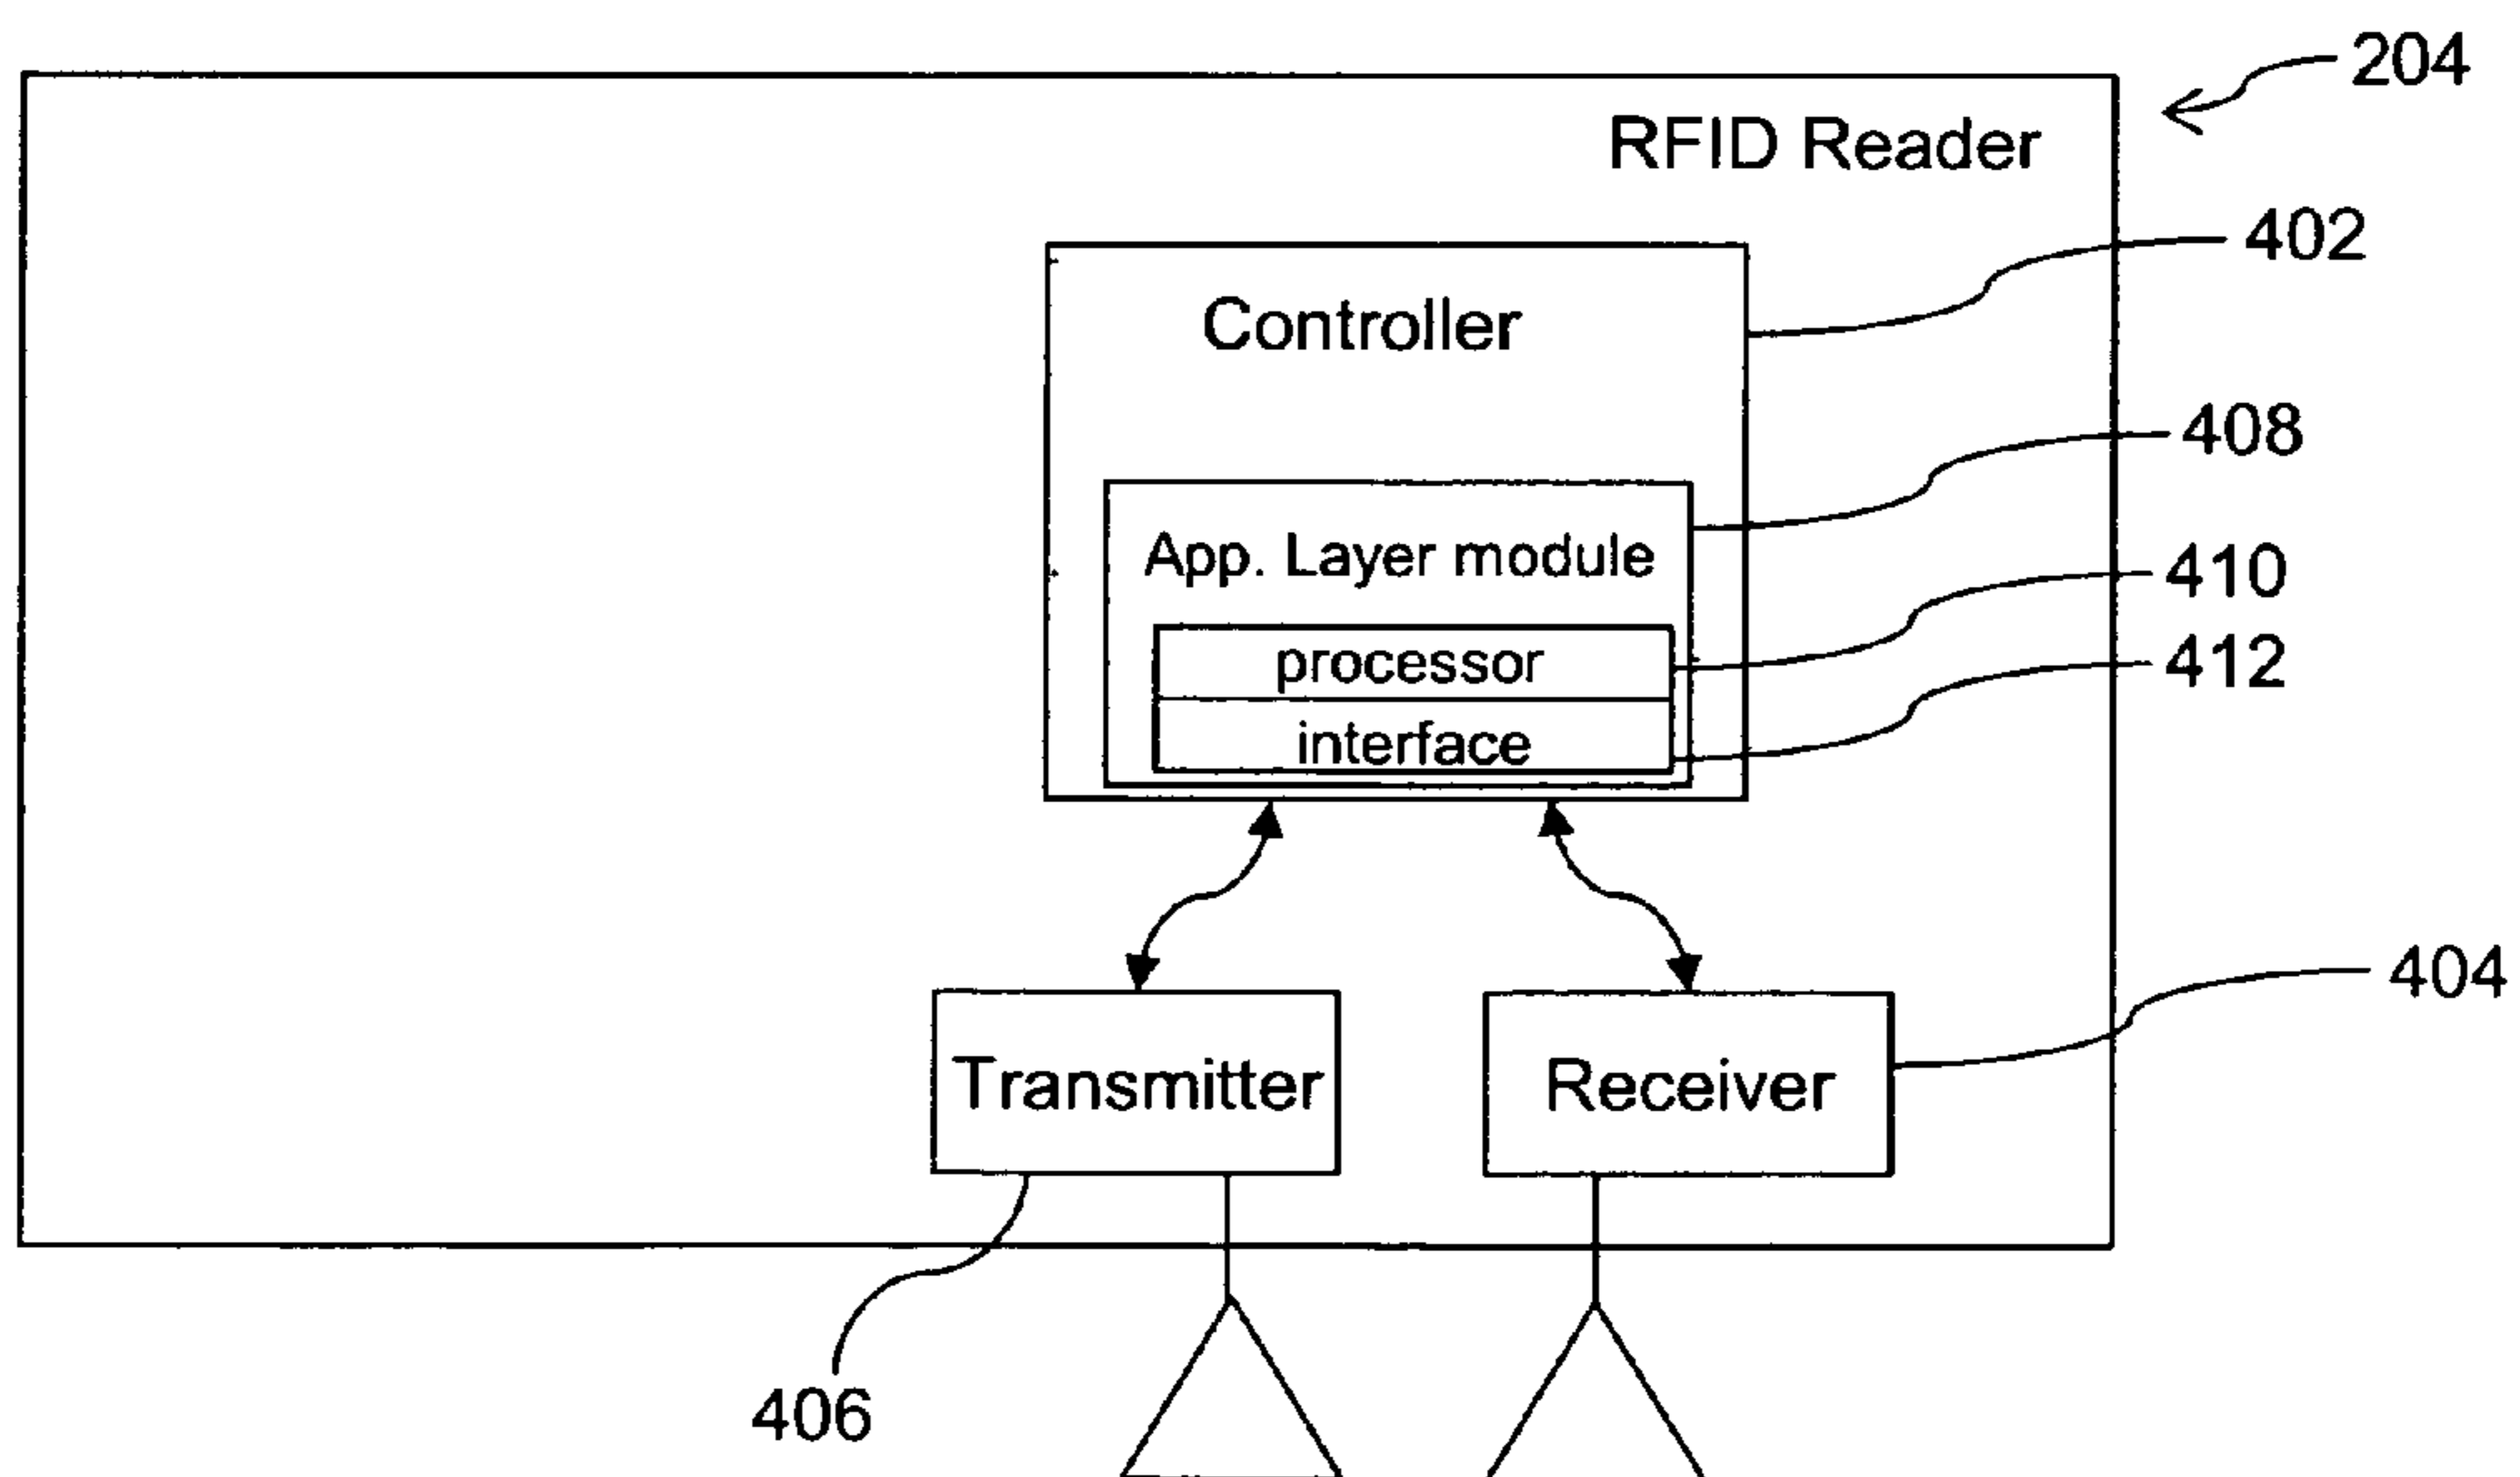 204
RFID Reader
402
Controller
408
App. Layer module
410
processor
412
interface
404
Transmitter
Receiver
406